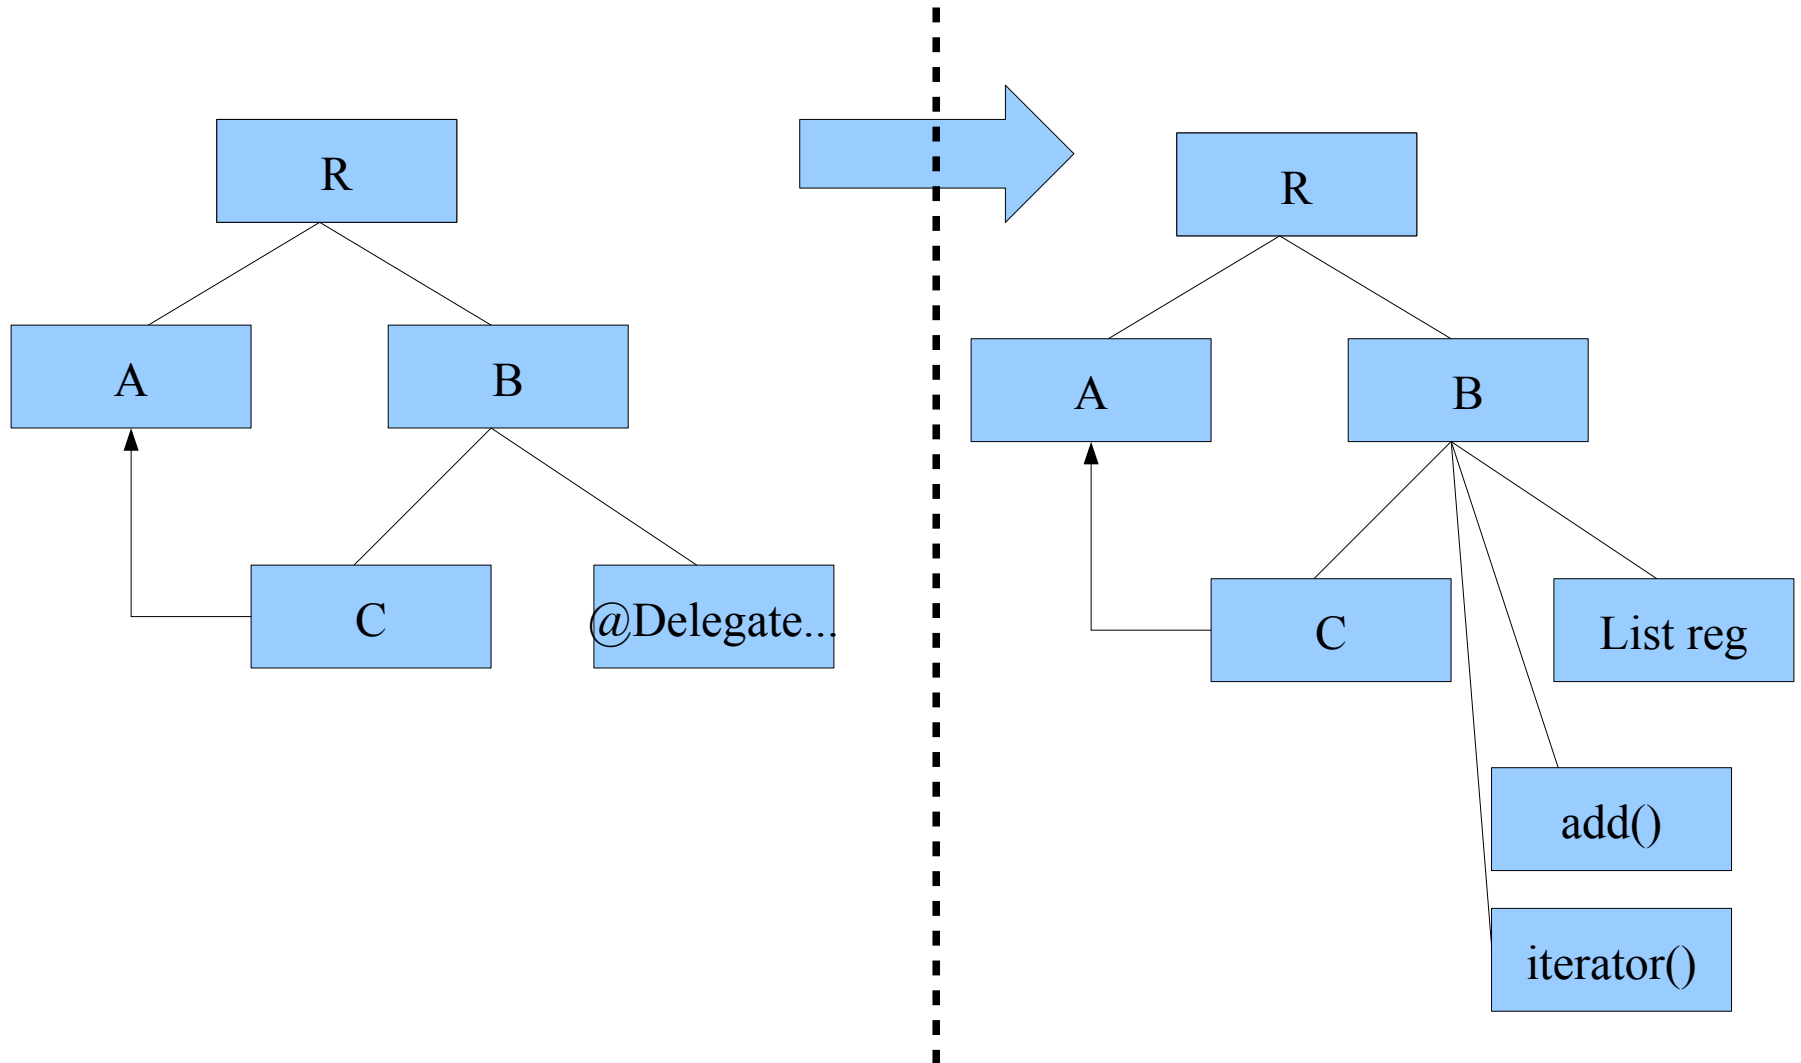 R
A
B
C
@Delegate...
R
A
B
C
List reg
add()
iterator()